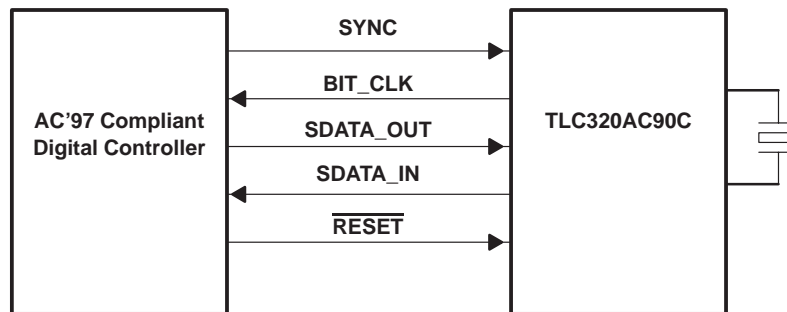 SYNC
BIT_CLK
AC'97 Compliant
Digital Controller
SDATA_OUT
SDATA_IN
RESET
TLC320AC90C